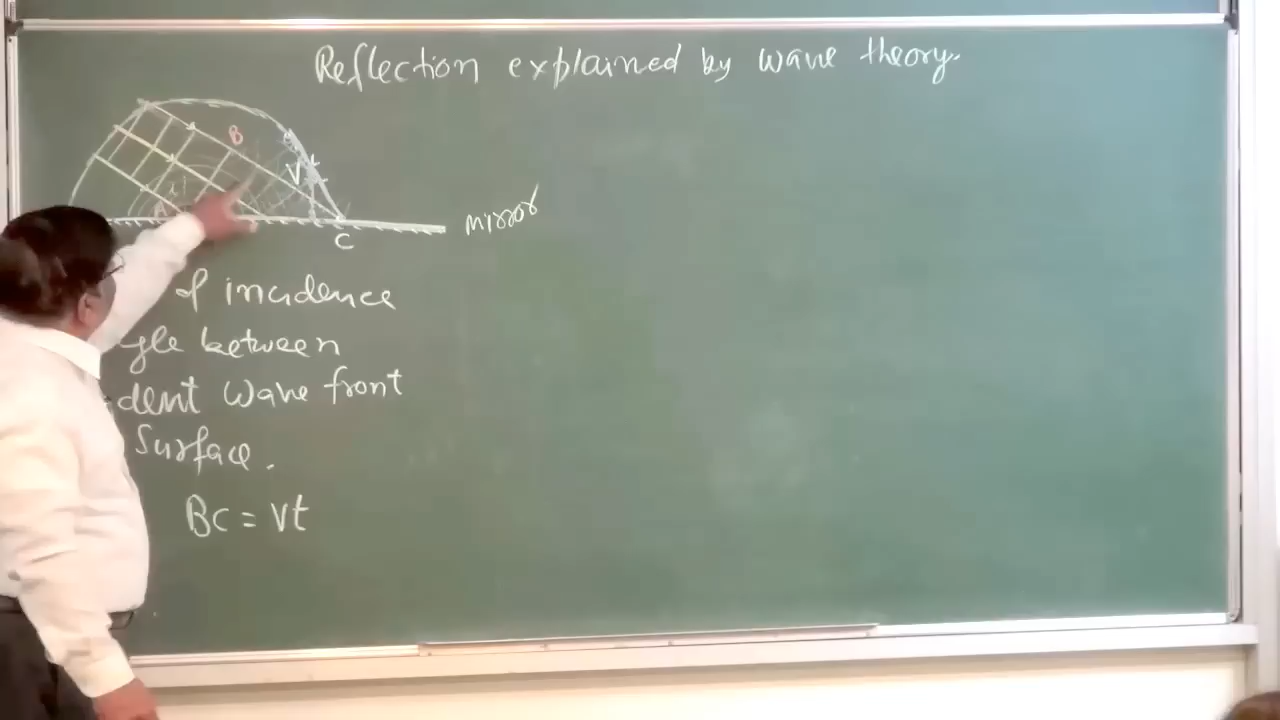 Reflection explained by wave theory.
B
V
A
C
mirror
of incidence
gle between
dent Wave front
Surface.
BC = Vt